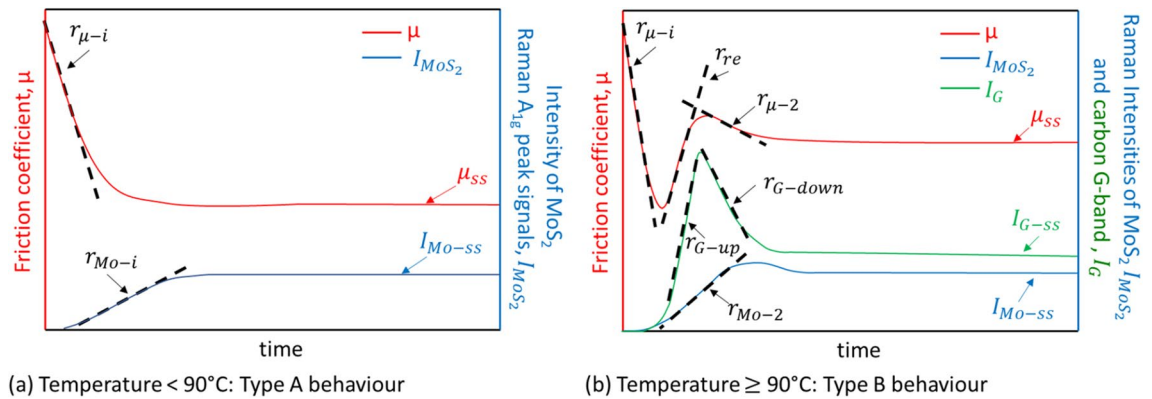 Friction coefficient, μ
r_{μ−i}
μ
I_{MoS_2}
μ_{ss}
I_{Mo−ss}
r_{Mo−i}
time
Intensity of MoS_2
Raman A_{1g} peak signals, I_{MoS_2}
(a) Temperature < 90°C: Type A behaviour
Friction coefficient, μ
r_{μ−i}
r_{re}
r_{μ−2}
μ
I_{MoS_2}
I_G
μ_{ss}
r_{G−down}
r_{G−up}
I_{G−ss}
r_{Mo−2}
I_{Mo−ss}
time
Raman Intensities of MoS_2 I_{MoS_2}
and carbon G-band , I_G
(b) Temperature ≥ 90°C: Type B behaviour